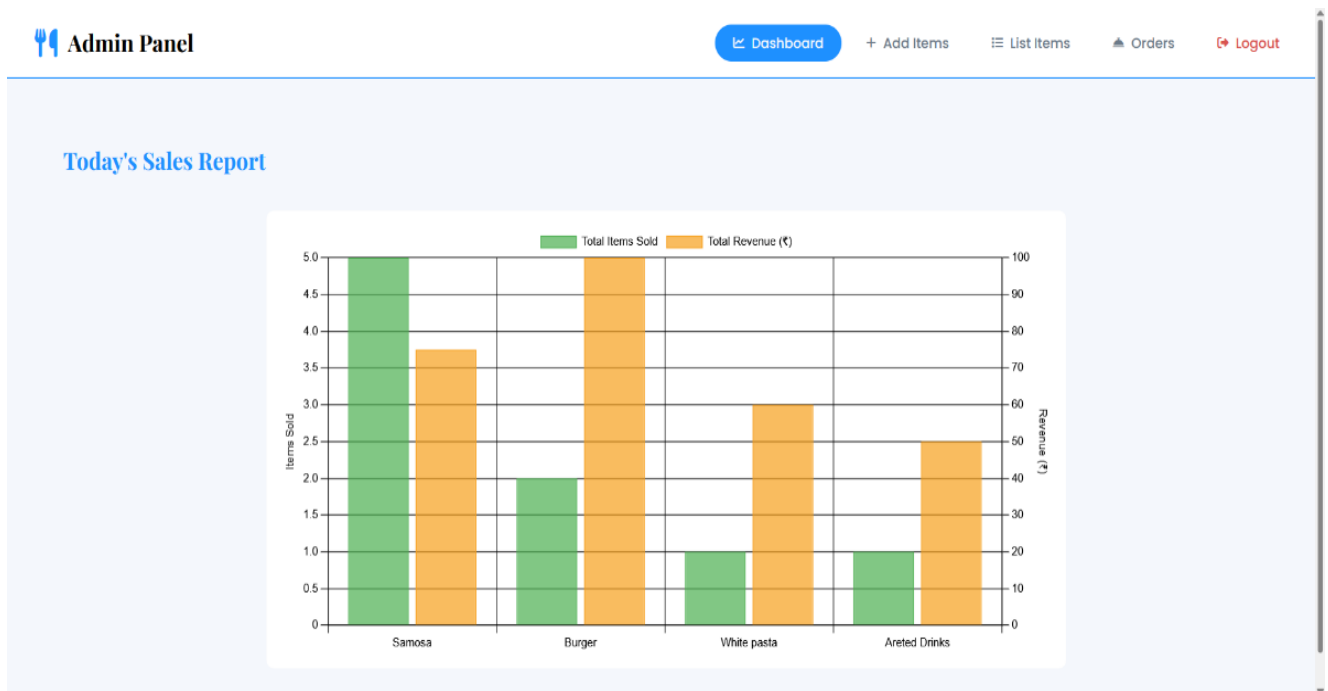 Admin Panel
Dashboard
Add Items
List Items
Orders
Logout
Today's Sales Report
Total Items Sold
Total Revenue (₹)
5.0
4.5
4.0
3.5
3.0
2.5
2.0
1.5
1.0
0.5
0
Items Sold
100
90
80
70
60
50
40
30
20
10
0
Revenue (₹)
Samosa
Burger
White pasta
Areted Drinks